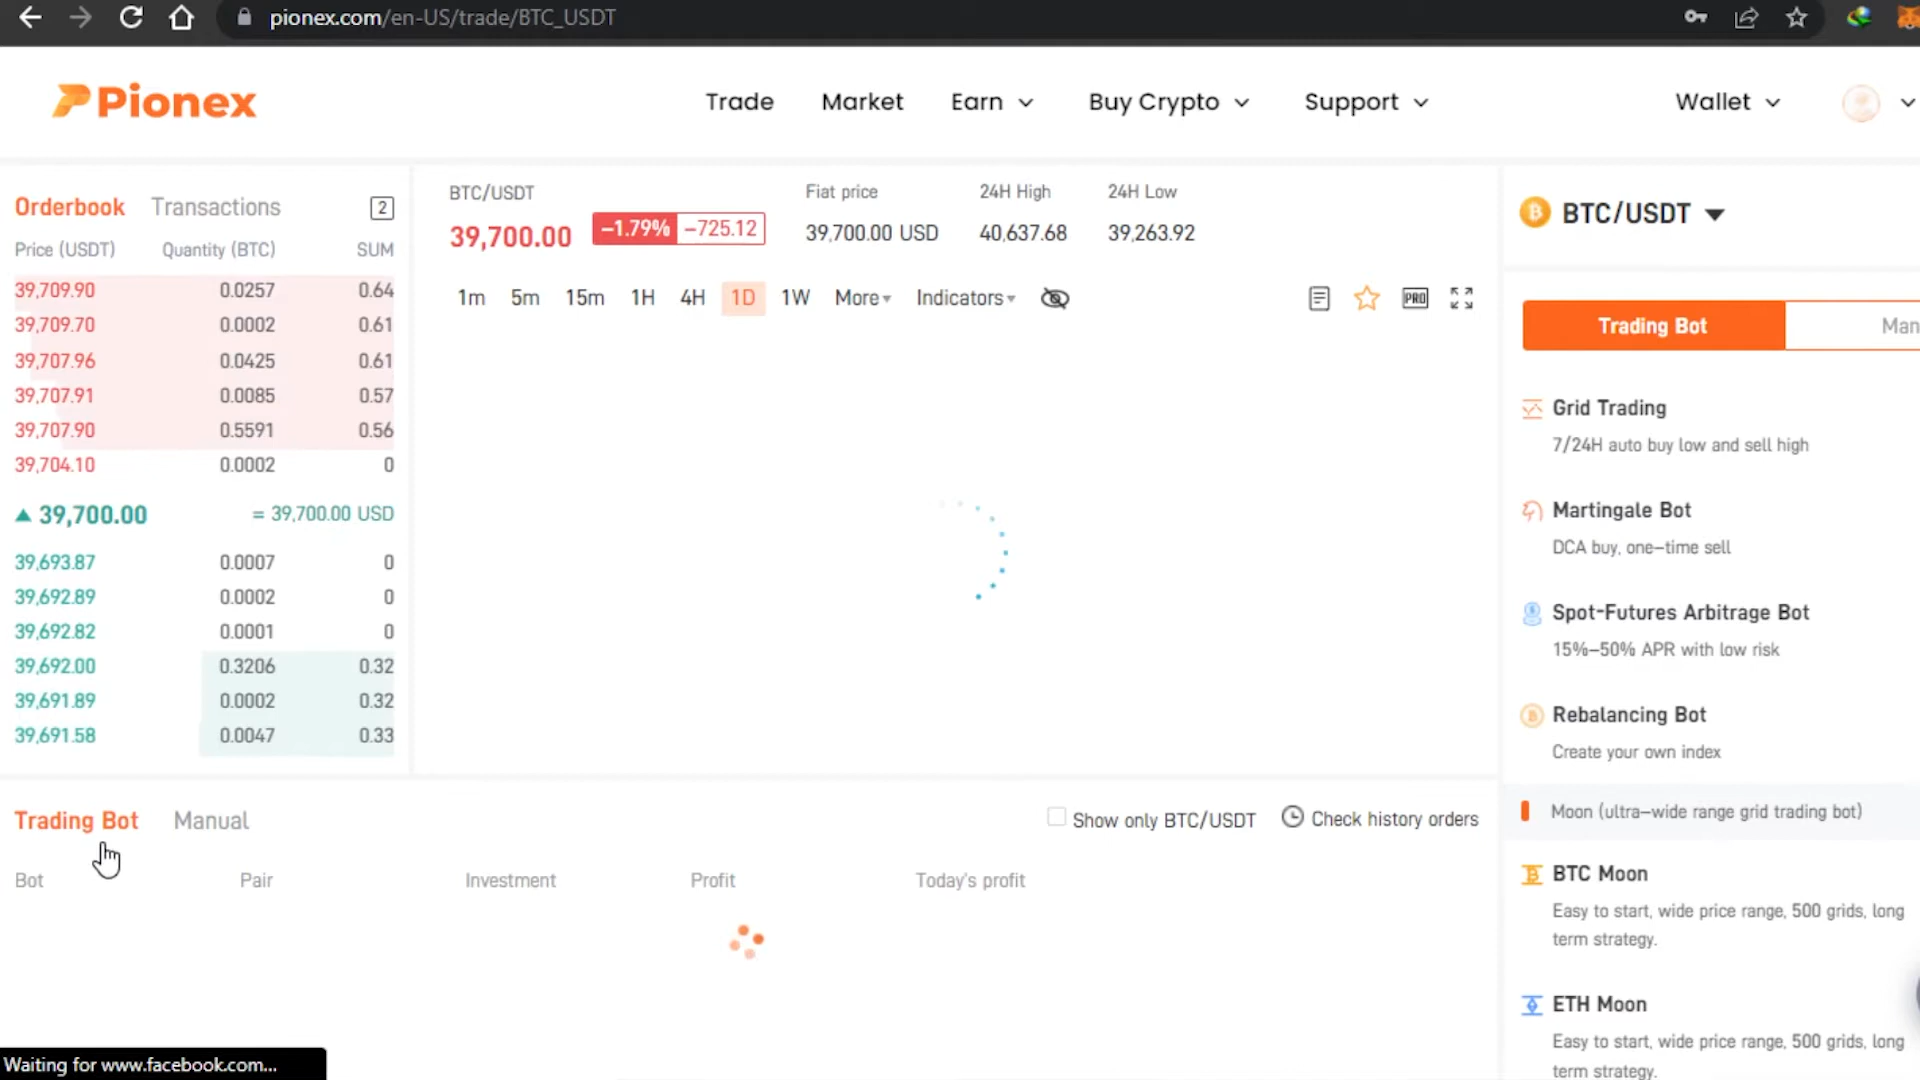 pionex.com/en-US/trade/BTC_USDT
Pionex
Trade
Market
Earn
Buy Crypto
Support
Wallet
Orderbook
Transactions
2
Price (USDT)
Quantity (BTC)
SUM
39,709.90 0.0257 0.64
39,709.70 0.0002 0.61
39,707.96 0.0425 0.61
39,707.91 0.0085 0.57
39,707.90 0.5591 0.56
39,704.10 0.0002 0
39,700.00 = 39,700.00 USD
39,693.87 0.0007 0
39,692.89 0.0002 0
39,692.82 0.0001 0
39,692.00 0.3206 0.32
39,691.89 0.0002 0.32
39,691.58 0.0047 0.33
BTC/USDT
39,700.00
-1.79% -725.12
Fiat price
39,700.00 USD
24H High
40,637.68
24H Low
39,263.92
1m 5m 15m 1H 4H 1D 1W More Indicators
PRO
BTC/USDT
Trading Bot
Man
Grid Trading
7/24H auto buy low and sell high
Martingale Bot
DCA buy, one-time sell
Spot-Futures Arbitrage Bot
15%-50% APR with low risk
Rebalancing Bot
Create your own index
Moon (ultra-wide range grid trading bot)
BTC Moon
Easy to start, wide price range, 500 grids, long
term strategy.
ETH Moon
Easy to start, wide price range, 500 grids, long
term strategy.
Trading Bot
Manual
Show only BTC/USDT
Check history orders
Bot
Pair
Investment
Profit
Today's profit
Waiting for www.facebook.com...